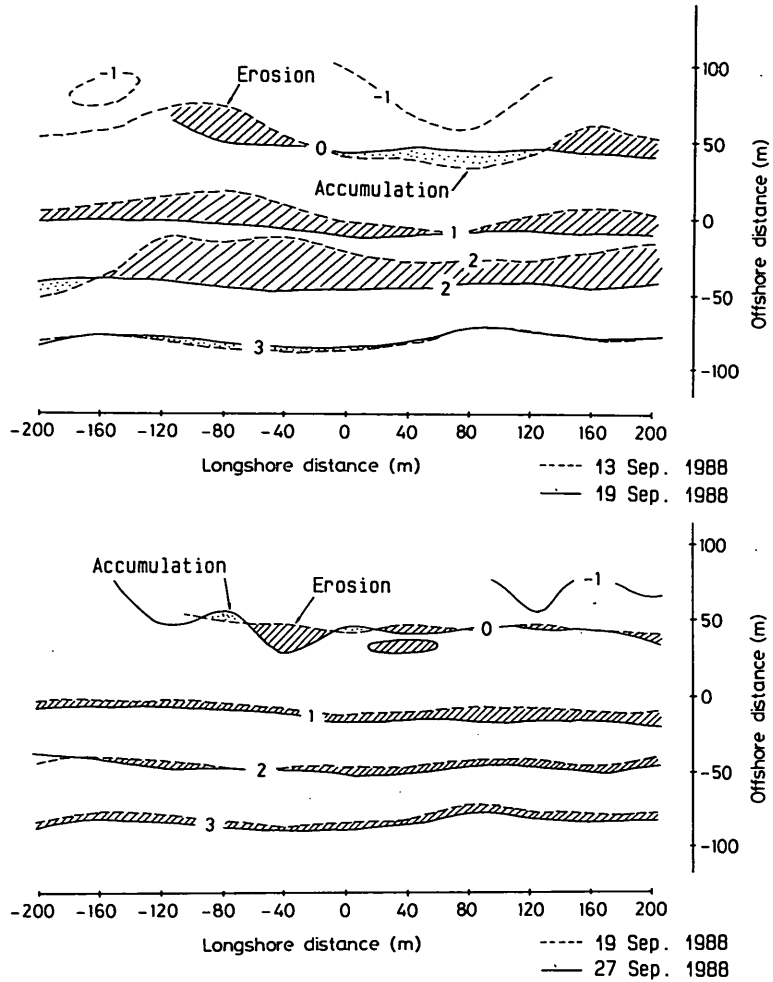 -1
Erosion
-1
0
Accumulation
1
2
2
3
100
50
0
-50
-100
Offshore distance (m)
-200 -160 -120 -80 -40 0 40 80 120 160 200
Longshore distance (m)
13 Sep. 1988
19 Sep. 1988
Accumulation
Erosion
-1
0
1
2
3
100
50
0
-50
-100
Offshore distance (m)
-200 -160 -120 -80 -40 0 40 80 120 160 200
Longshore distance (m)
19 Sep. 1988
27 Sep. 1988